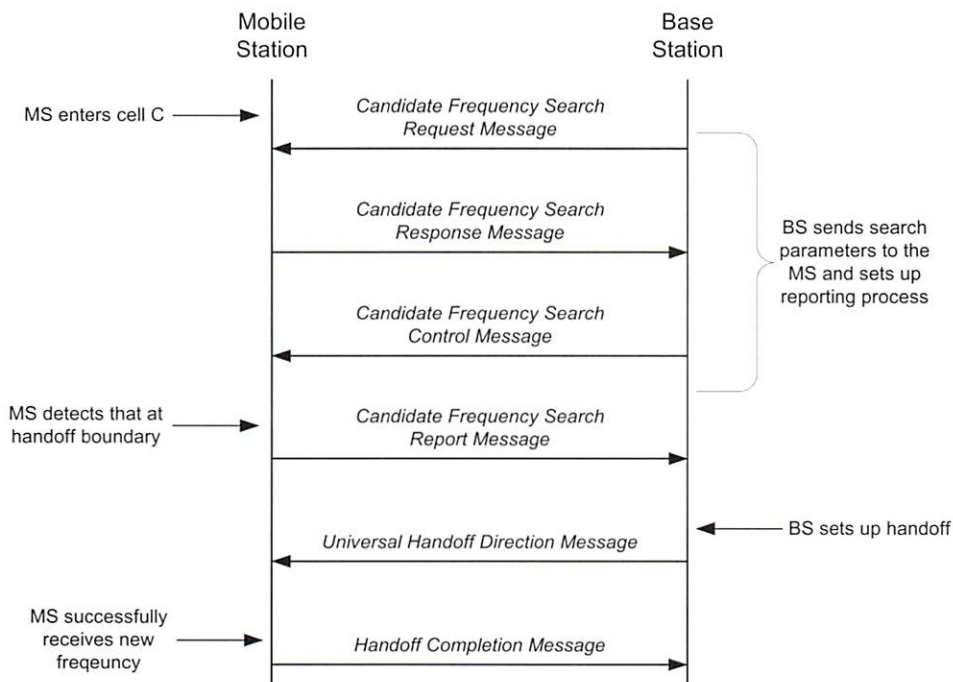 Mobile
Station
Base
Station
MS enters cell C
Candidate Frequency Search
Request Message
Candidate Frequency Search
Response Message
BS sends search
parameters to the
MS and sets up
reporting process
Candidate Frequency Search
Control Message
MS detects that at
handoff boundary
Candidate Frequency Search
Report Message
BS sets up handoff
Universal Handoff Direction Message
MS successfully
receives new
freqeuncy
Handoff Completion Message